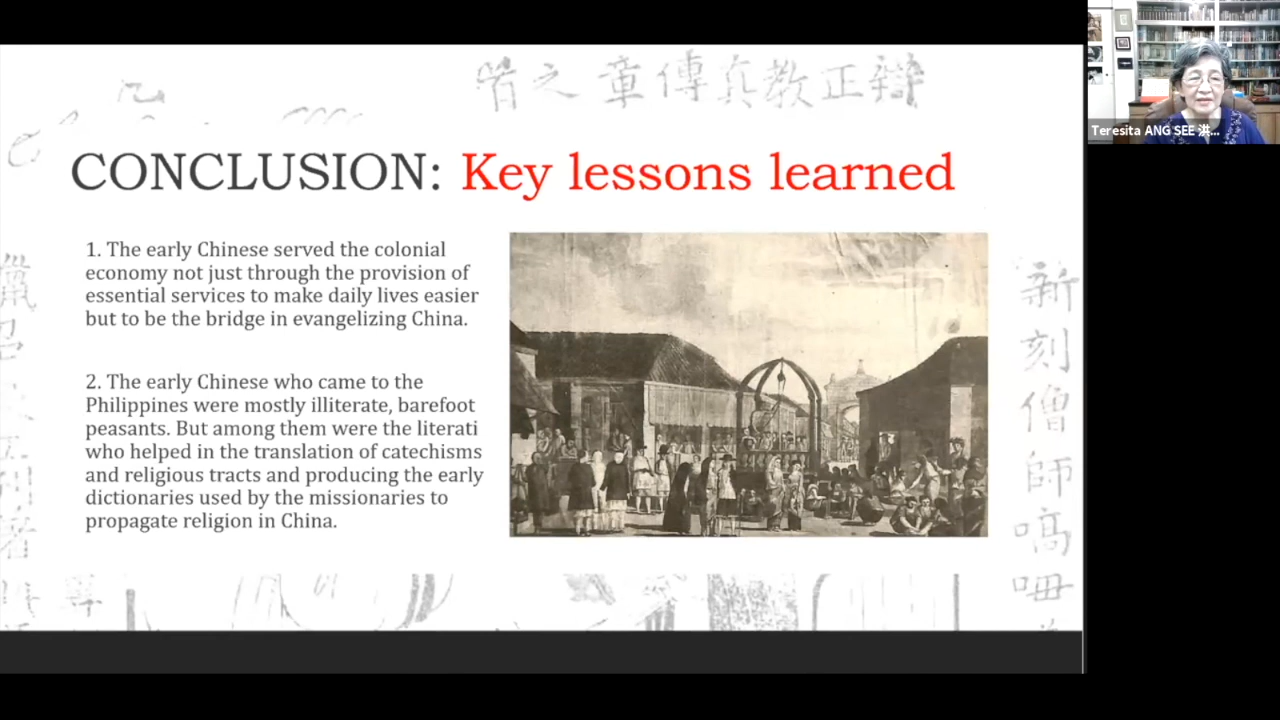 CONCLUSION: Key lessons learned
1. The early Chinese served the colonial
economy not just through the provision of
essential services to make daily lives easier
but to be the bridge in evangelizing China.
2. The early Chinese who came to the
Philippines were mostly illiterate, barefoot
peasants. But among them were the literati
who helped in the translation of catechisms
and religious tracts and producing the early
dictionaries used by the missionaries to
propagate religion in China.
Teresita ANG SEE 洪...
之章傳真教正辯
新刻僧師嗃呣